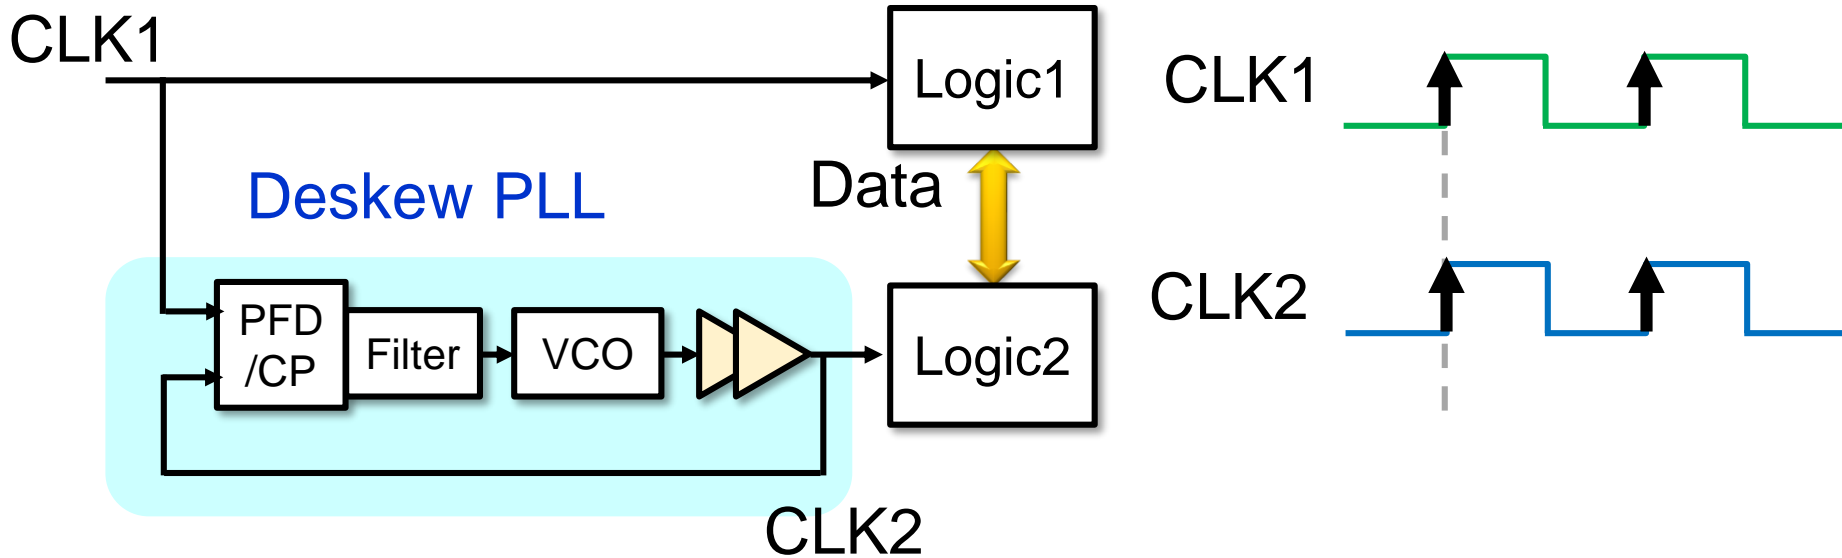 CLK1
Logic1
CLK1
Deskew PLL
Data
PFD
/CP
Filter
VCO
Logic2
CLK2
CLK2